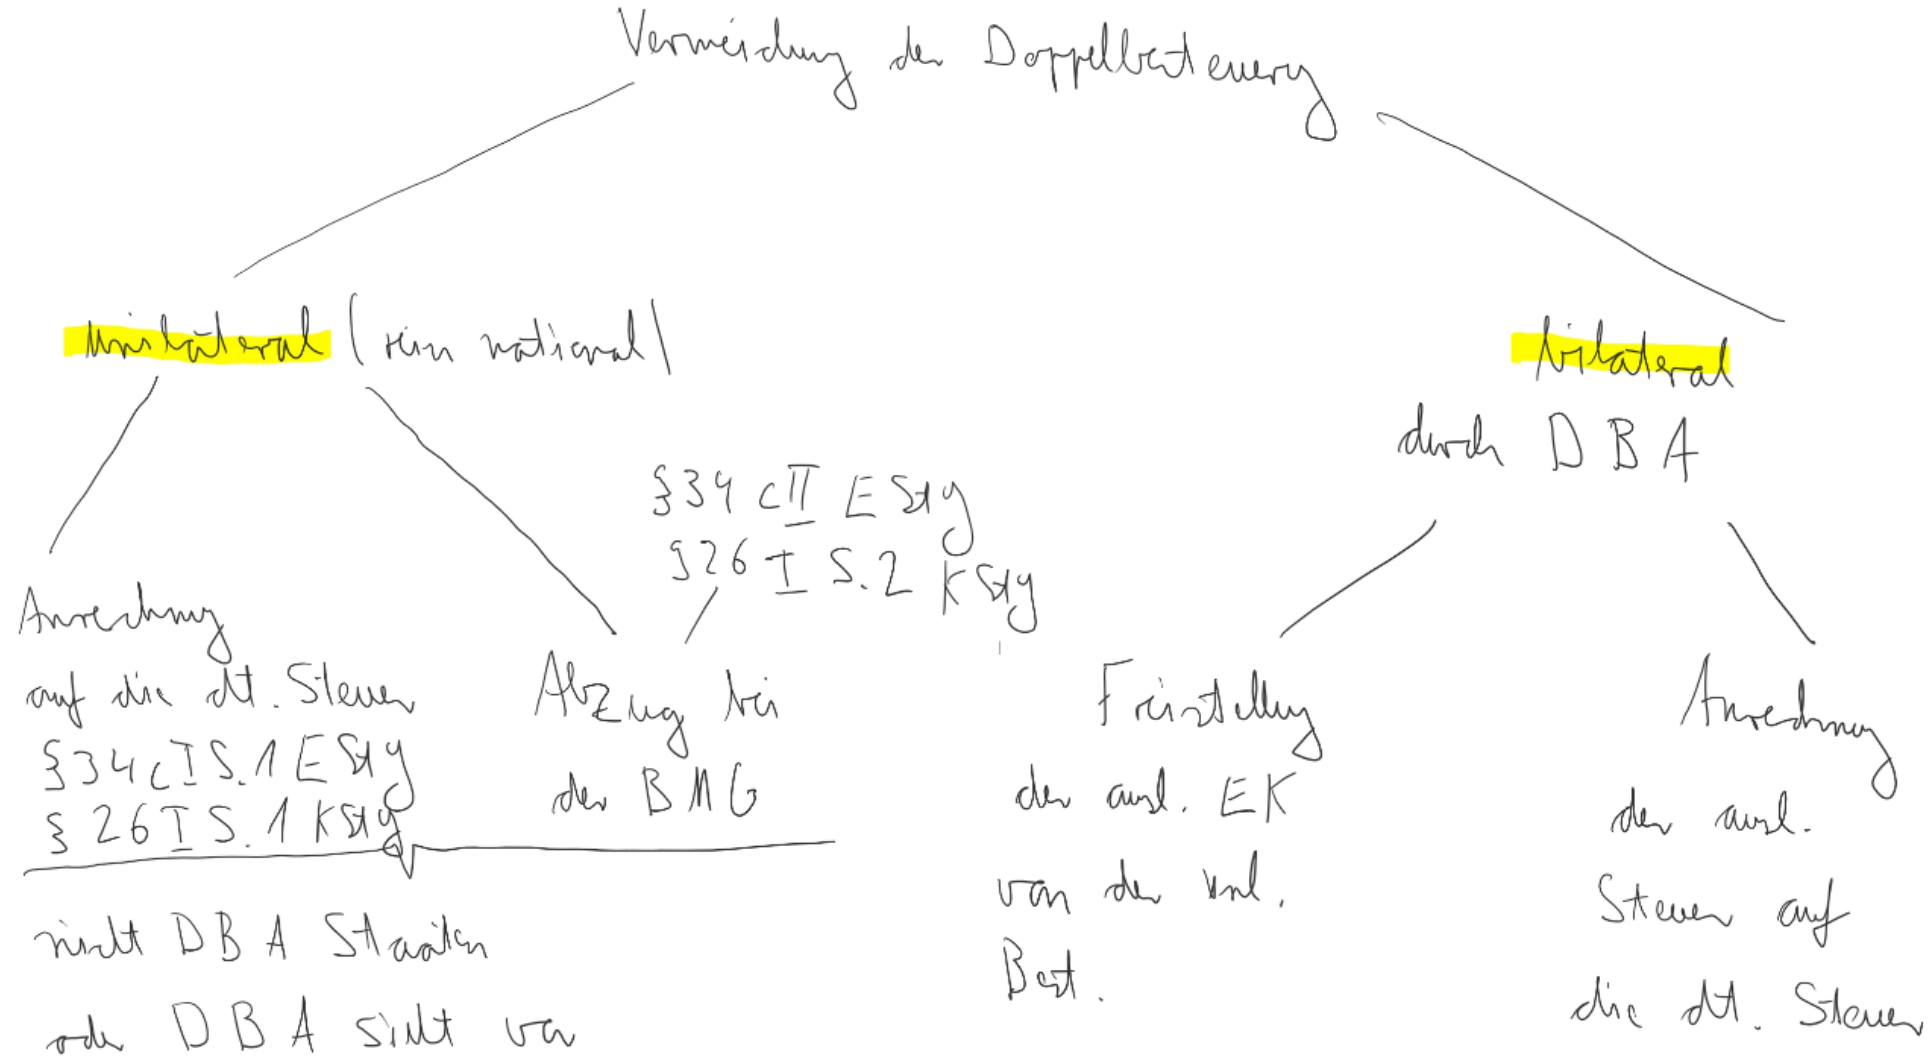 Vermeidung der Doppelbesteuerung
unilateral (rein national)
bilateral
durch DBA
§34 c II EStG
§26 I S.2 KStG
Anrechnung
auf die dt. Steuer
§34c I S.1 EStG
§ 26 I S. 1 KStG
Abzug bei
der BMG
Freistellung
der ausl. EK
von der inl.
Best.
Anrechnung
der ausl.
Steuer auf
die dt. Steuer
nicht DBA Staaten
oder DBA sieht vor